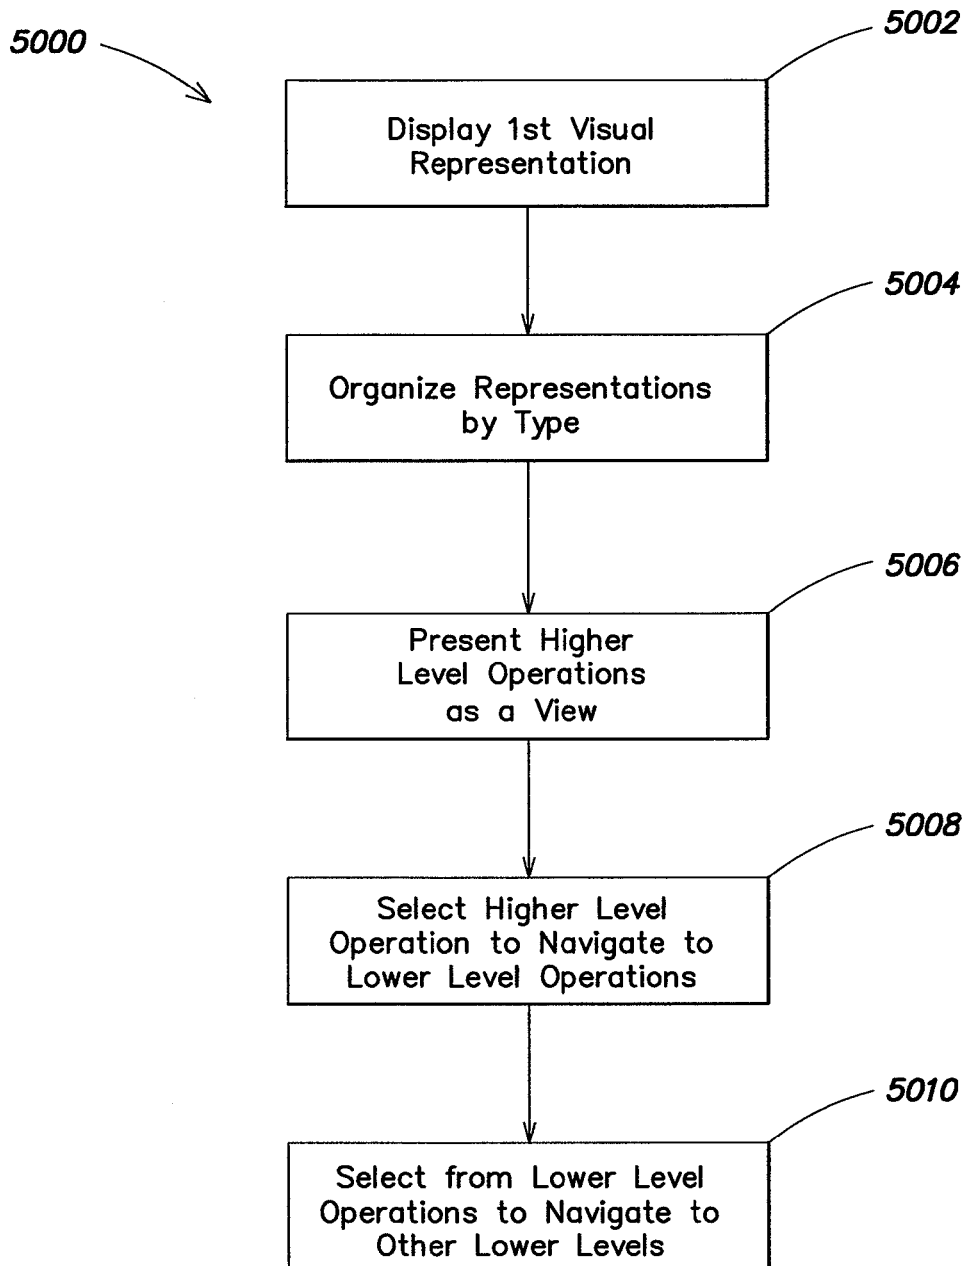 5000
5002
Display 1st Visual
Representation
5004
Organize Representations
by Type
5006
Present Higher
Level Operations
as a View
5008
Select Higher Level
Operation to Navigate to
Lower Level Operations
5010
Select from Lower Level
Operations to Navigate to
Other Lower Levels